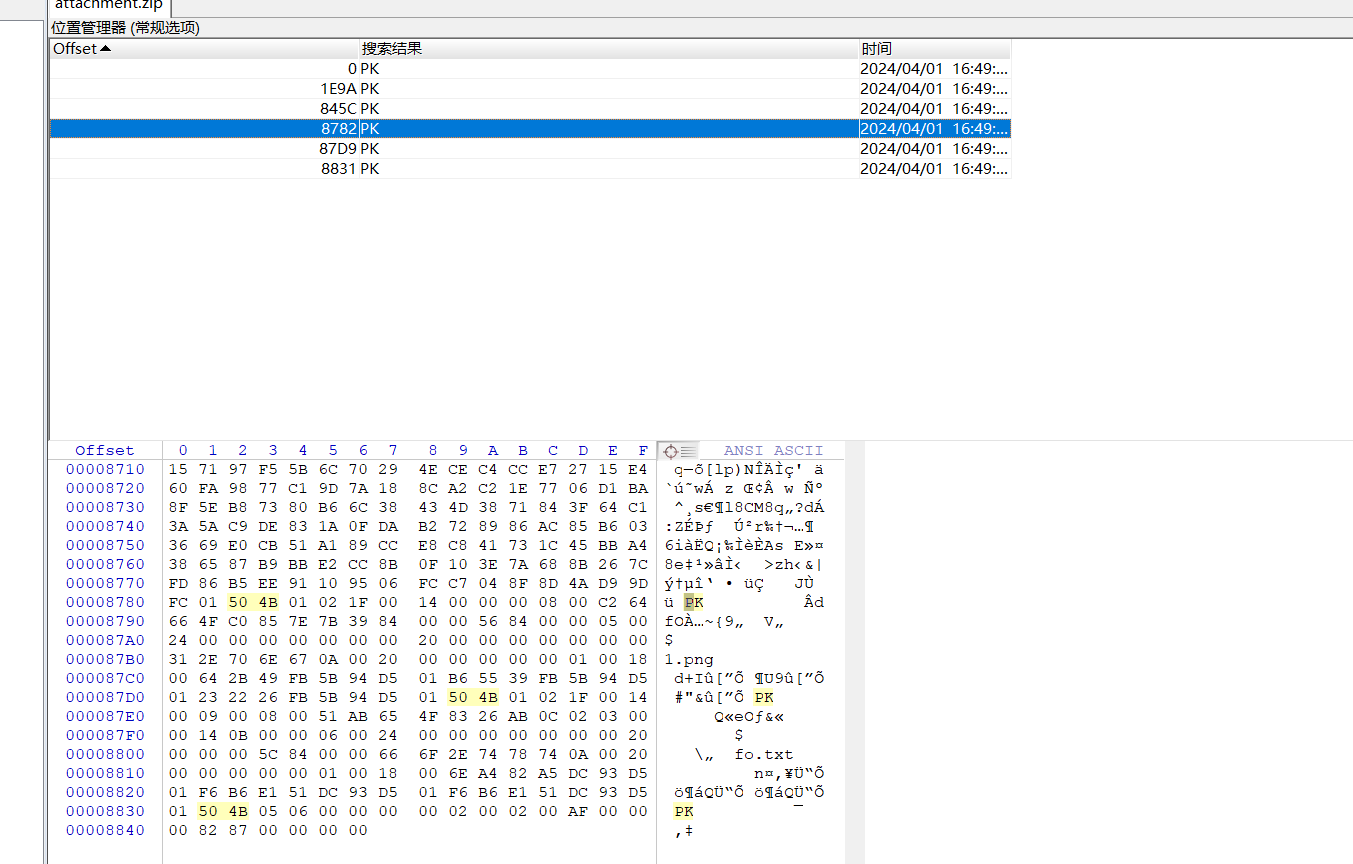 attachment.zip
位置管理器 (常规选项)
Offset 搜索结果 时间
0 PK 2024/04/01 16:49:...
1E9A PK 2024/04/01 16:49:...
845C PK 2024/04/01 16:49:...
8782 PK 2024/04/01 16:49:...
87D9 PK 2024/04/01 16:49:...
8831 PK 2024/04/01 16:49:...
Offset 0 1 2 3 4 5 6 7 8 9 A B C D E F ANSI ASCII
00008710 15 71 97 F5 5B 6C 70 29 4E CE C4 CC E7 27 15 E4 q—õ[lp)NÎÄÌç' ä
00008720 60 FA 98 77 C1 9D 7A 18 8C A2 C2 1E 77 06 D1 BA `ú˜wÁ z Œ¢Â w Ñº
00008730 8F 5E B8 73 80 B6 6C 38 43 4D 38 71 84 3F 64 C1 ^¸s€¶l8CM8q„?dÁ
00008740 3A 5A C9 DE 83 1A 0F DA B2 72 89 86 AC 85 B6 03 :ZÉÞƒ Ú²r‰†¬…¶
00008750 36 69 E0 CB 51 A1 89 CC E8 C8 41 73 1C 45 BB A4 6iàËQ¡‰ÌèÈAs E»¤
00008760 38 65 87 B9 BB E2 CC 8B 0F 10 3E 7A 68 8B 26 7C 8e‡¹»âÌ‹ >zh‹&|
00008770 FD 86 B5 EE 91 10 95 06 FC C7 04 8F 8D 4A D9 9D ý†µî‘ • üÇ JÙ
00008780 FC 01 50 4B 01 02 1F 00 14 00 00 00 08 00 C2 64 ü PK Âd
00008790 66 4F C0 85 7E 7B 39 84 00 00 56 84 00 00 05 00 fOÀ…~{9„ V„
000087A0 24 00 00 00 00 00 00 00 20 00 00 00 00 00 00 00 $
000087B0 31 2E 70 6E 67 0A 00 20 00 00 00 00 00 01 00 18 1.png
000087C0 00 64 2B 49 FB 5B 94 D5 01 B6 55 39 FB 5B 94 D5 d+Iû[”Õ ¶U9û[”Õ
000087D0 01 23 22 26 FB 5B 94 D5 01 50 4B 01 02 1F 00 14 #"&û[”Õ PK
000087E0 00 09 00 08 00 51 AB 65 4F 83 26 AB 0C 02 03 00 Q«eOƒ&«
000087F0 00 14 0B 00 00 06 00 24 00 00 00 00 00 00 00 20 $
00008800 00 00 00 5C 84 00 00 66 6F 2E 74 78 74 0A 00 20 \„ fo.txt
00008810 00 00 00 00 00 01 00 18 00 6E A4 82 A5 DC 93 D5 n¤‚¥Ü“Õ
00008820 01 F6 B6 E1 51 DC 93 D5 01 F6 B6 E1 51 DC 93 D5 ö¶áQÜ“Õ ö¶áQÜ“Õ
00008830 01 50 4B 05 06 00 00 00 00 02 00 02 00 AF 00 00 PK ¯
00008840 00 82 87 00 00 00 00 ‚‡